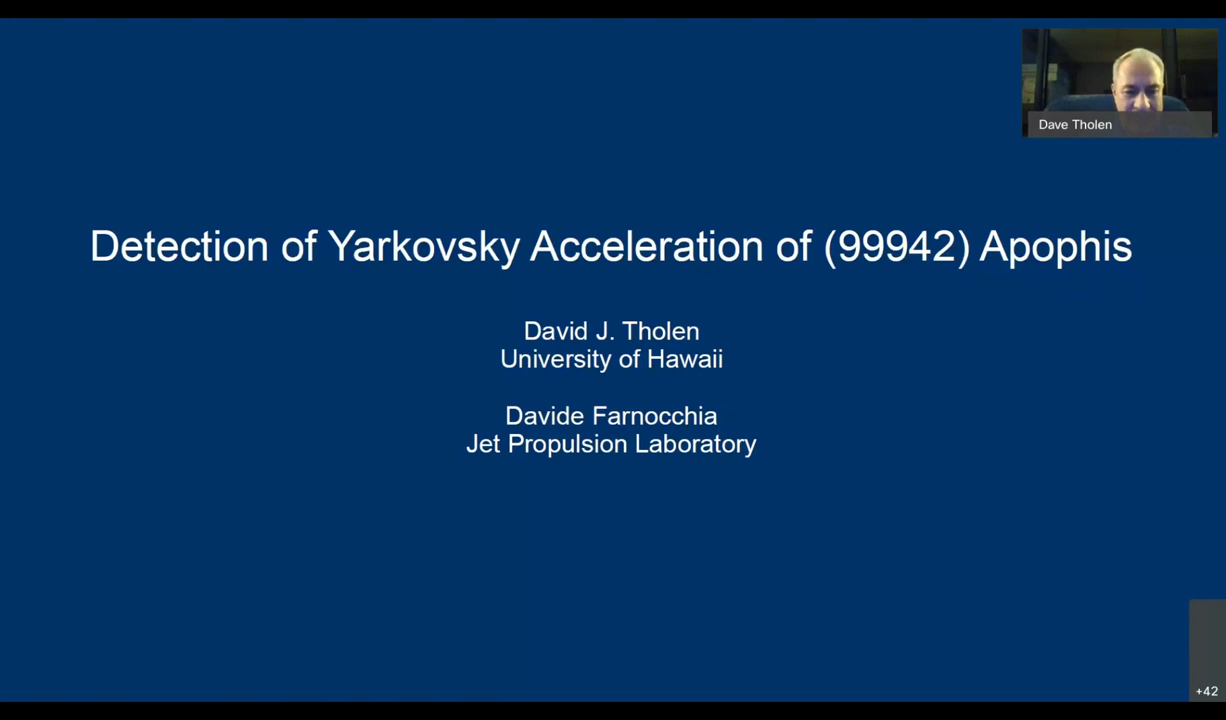 Dave Tholen
Detection of Yarkovsky Acceleration of (99942) Apophis
David J. Tholen
University of Hawaii
Davide Farnocchia
Jet Propulsion Laboratory
+42